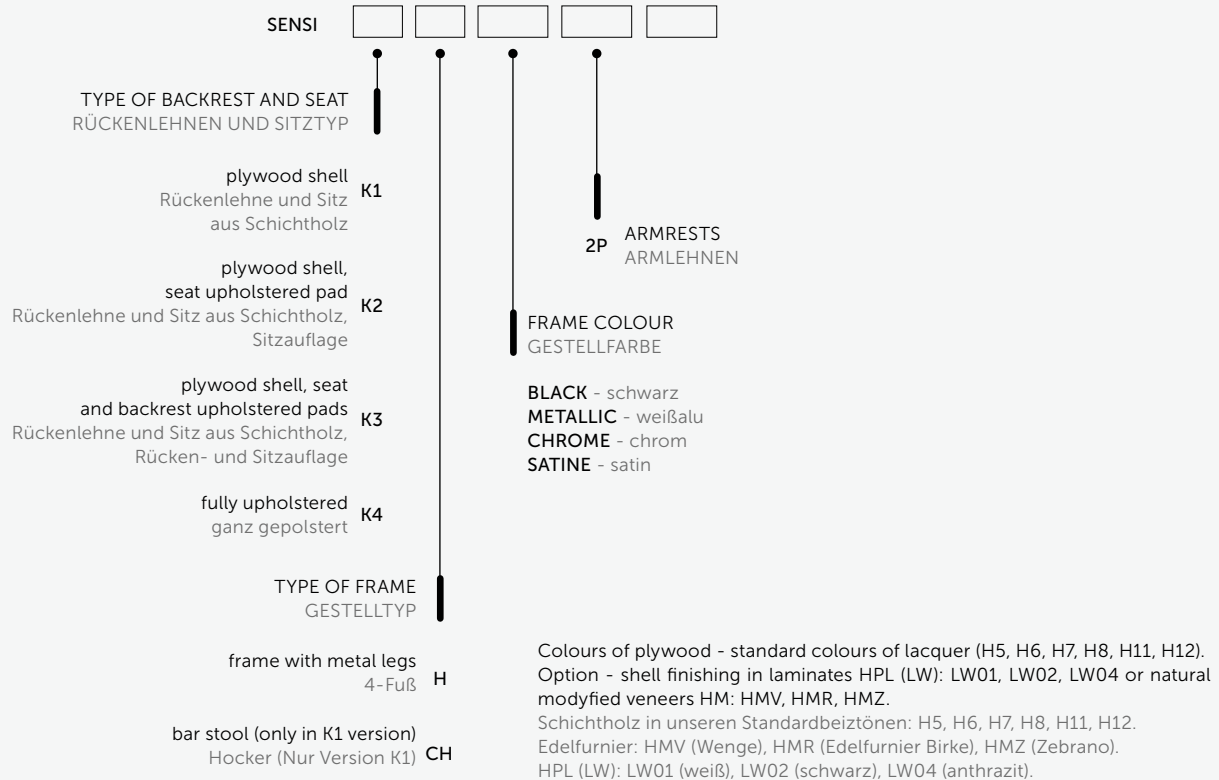 SENSI
TYPE OF BACKREST AND SEAT
RÜCKENLEHNEN UND SITZTYP
plywood shell
Rückenlehne und Sitz
aus Schichtholz
K1
plywood shell,
seat upholstered pad
Rückenlehne und Sitz aus Schichtholz,
Sitzauflage
K2
plywood shell, seat
and backrest upholstered pads
Rückenlehne und Sitz aus Schichtholz,
Rücken- und Sitzauflage
K3
fully upholstered
ganz gepolstert
K4
TYPE OF FRAME
GESTELLTYP
frame with metal legs
4-Fuß
H
bar stool (only in K1 version)
Hocker (Nur Version K1)
CH
FRAME COLOUR
GESTELLFARBE
BLACK - schwarz
METALLIC - weißalu
CHROME - chrom
SATINE - satin
2P
ARMRESTS
ARMLEHNEN
Colours of plywood - standard colours of lacquer (H5, H6, H7, H8, H11, H12).
Option - shell finishing in laminates HPL (LW): LW01, LW02, LW04 or natural
modyfied veneers HM: HMV, HMR, HMZ.
Schichtholz in unseren Standardbeiztönen: H5, H6, H7, H8, H11, H12.
Edelfurnier: HMV (Wenge), HMR (Edelfurnier Birke), HMZ (Zebrano).
HPL (LW): LW01 (weiß), LW02 (schwarz), LW04 (anthrazit).